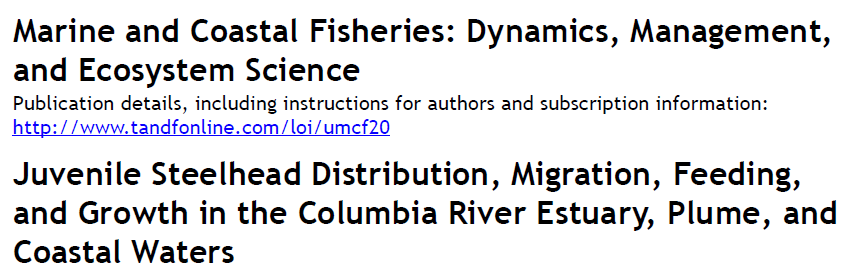 Marine and Coastal Fisheries: Dynamics, Management,
and Ecosystem Science
Publication details, including instructions for authors and subscription information:
http://www.tandfonline.com/loi/umcf20
Juvenile Steelhead Distribution, Migration, Feeding,
and Growth in the Columbia River Estuary, Plume, and
Coastal Waters